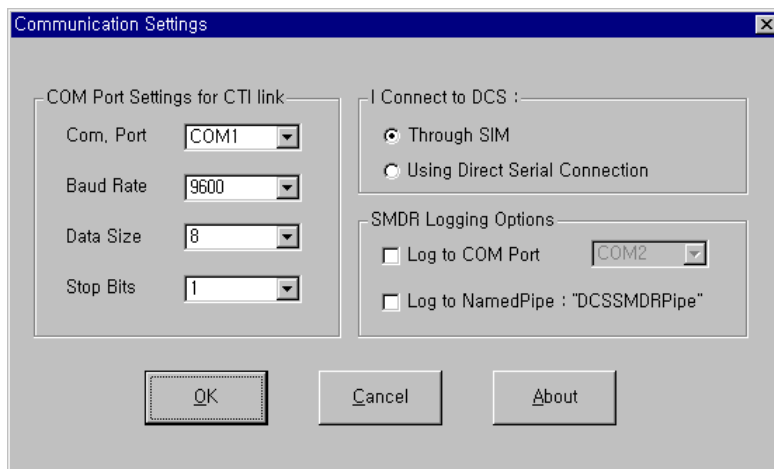 Communication Settings
COM Port Settings for CTI link
Com, Port COM1
Baud Rate 9600
Data Size 8
Stop Bits 1
I Connect to DCS :
Through SIM
Using Direct Serial Connection
SMDR Logging Options
Log to COM Port COM2
Log to NamedPipe : "DCSSMDRPipe"
OK Cancel About